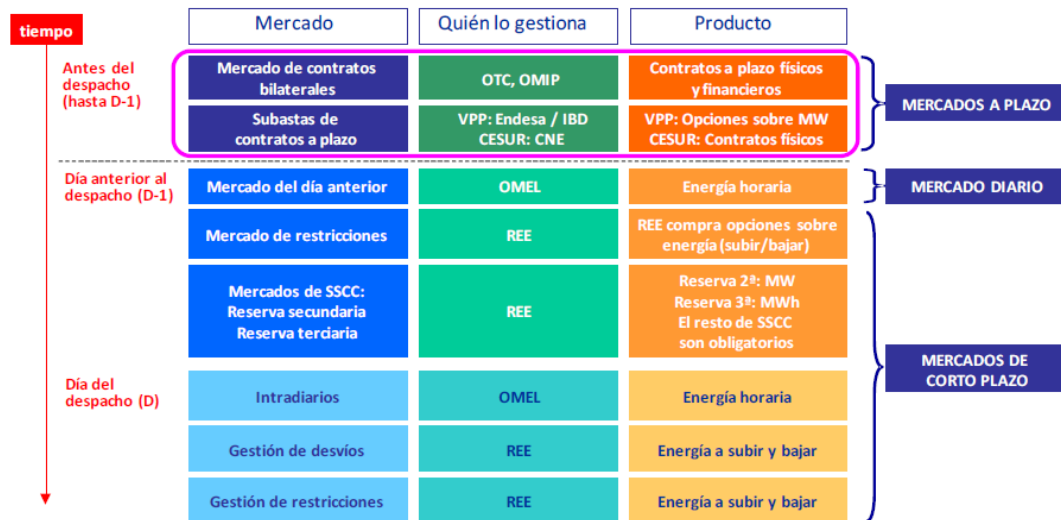 tiempo
Mercado
Quién lo gestiona
Producto
Antes del
despacho
(hasta D-1)
Mercado de contratos
bilaterales
OTC, OMIP
Contratos a plazo físicos
y financieros
Subastas de
contratos a plazo
VPP: Endesa / IBD
CESUR: CNE
VPP: Opciones sobre MW
CESUR: Contratos físicos
MERCADOS A PLAZO
Día anterior al
despacho (D-1)
Mercado del día anterior
OMEL
Energía horaria
MERCADO DIARIO
Mercado de restricciones
REE
REE compra opciones sobre
energía (subir/bajar)
Mercados de SSCC:
Reserva secundaria
Reserva terciaria
REE
Reserva 2ª: MW
Reserva 3ª: MWh
El resto de SSCC
son obligatorios
MERCADOS DE
CORTO PLAZO
Día del
despacho (D)
Intradiarios
OMEL
Energía horaria
Gestión de desvíos
REE
Energía a subir y bajar
Gestión de restricciones
REE
Energía a subir y bajar